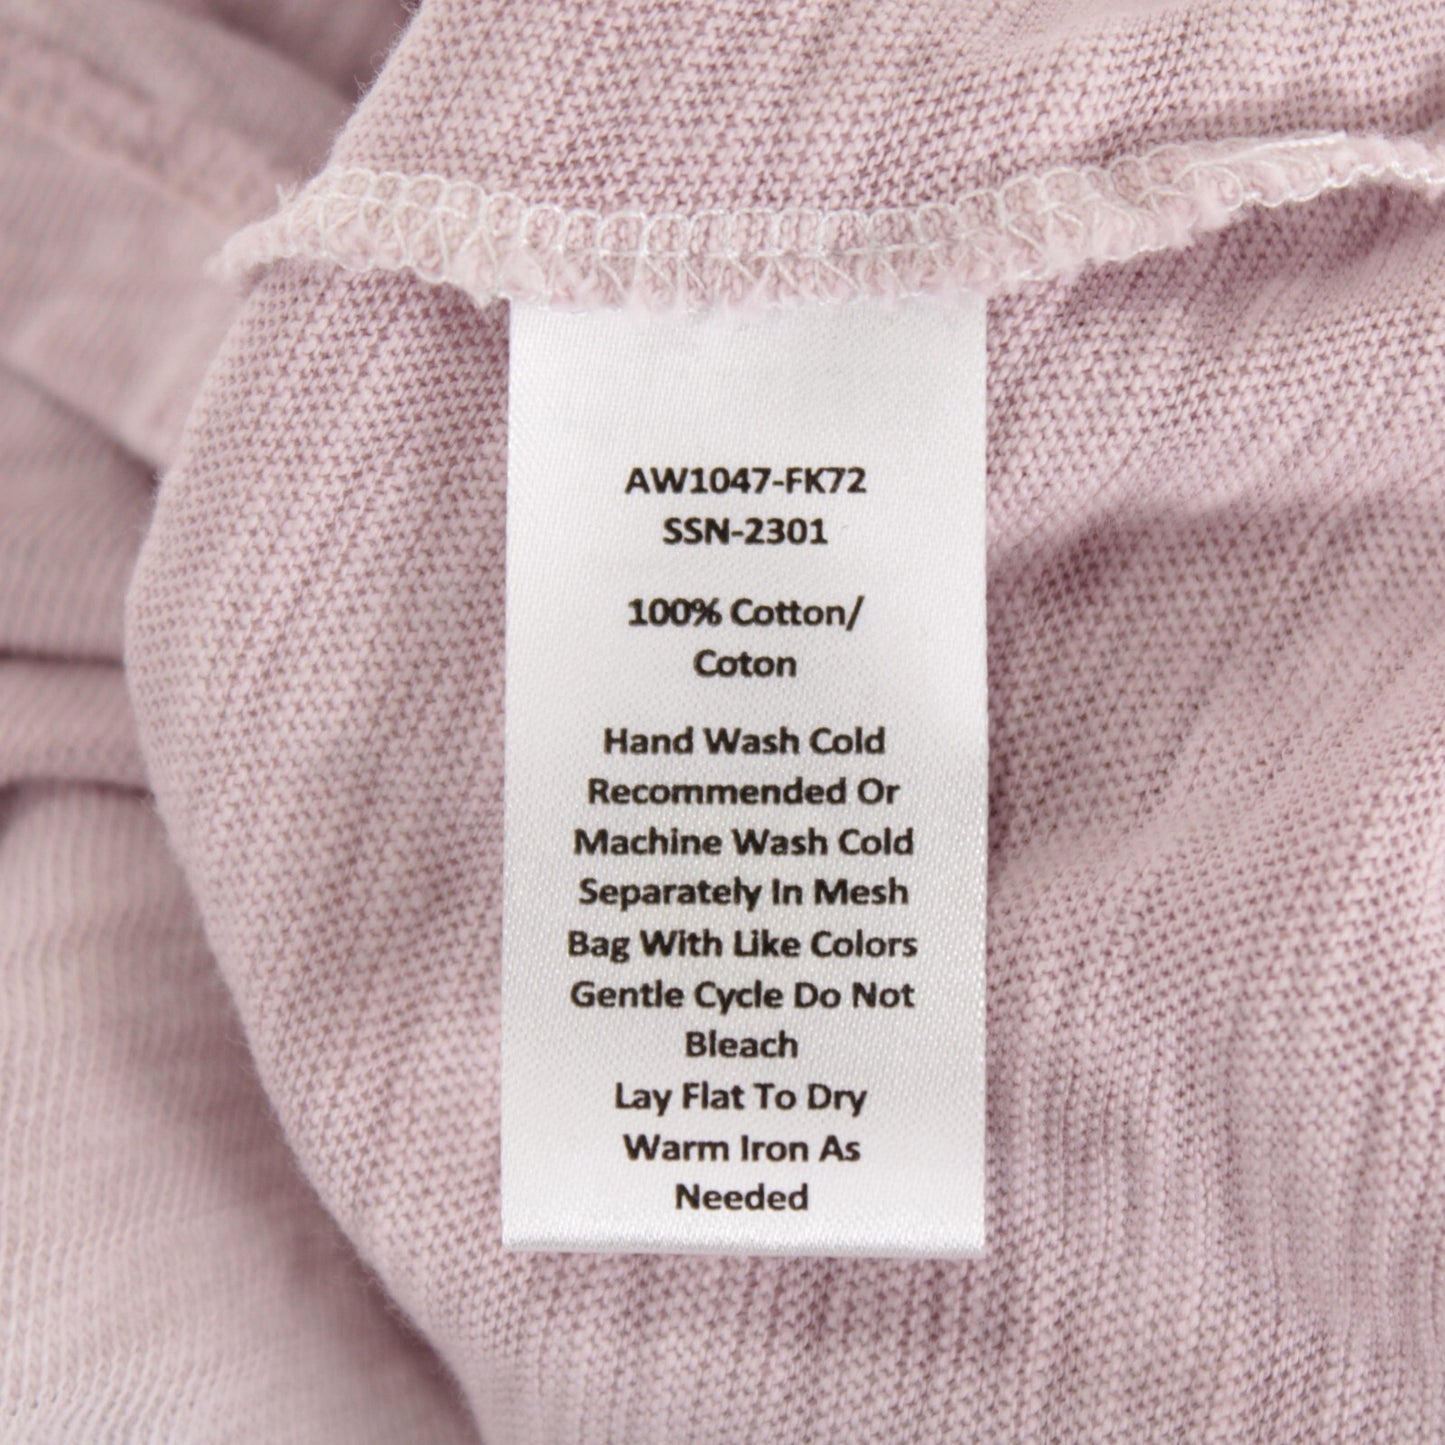 AW1047-FK72
SSN-2301
100% Cotton/
Coton
Hand Wash Cold
Recommended Or
Machine Wash Cold
Separately In Mesh
Bag With Like Colors
Gentle Cycle Do Not
Bleach
Lay Flat To Dry
Warm Iron As
Needed